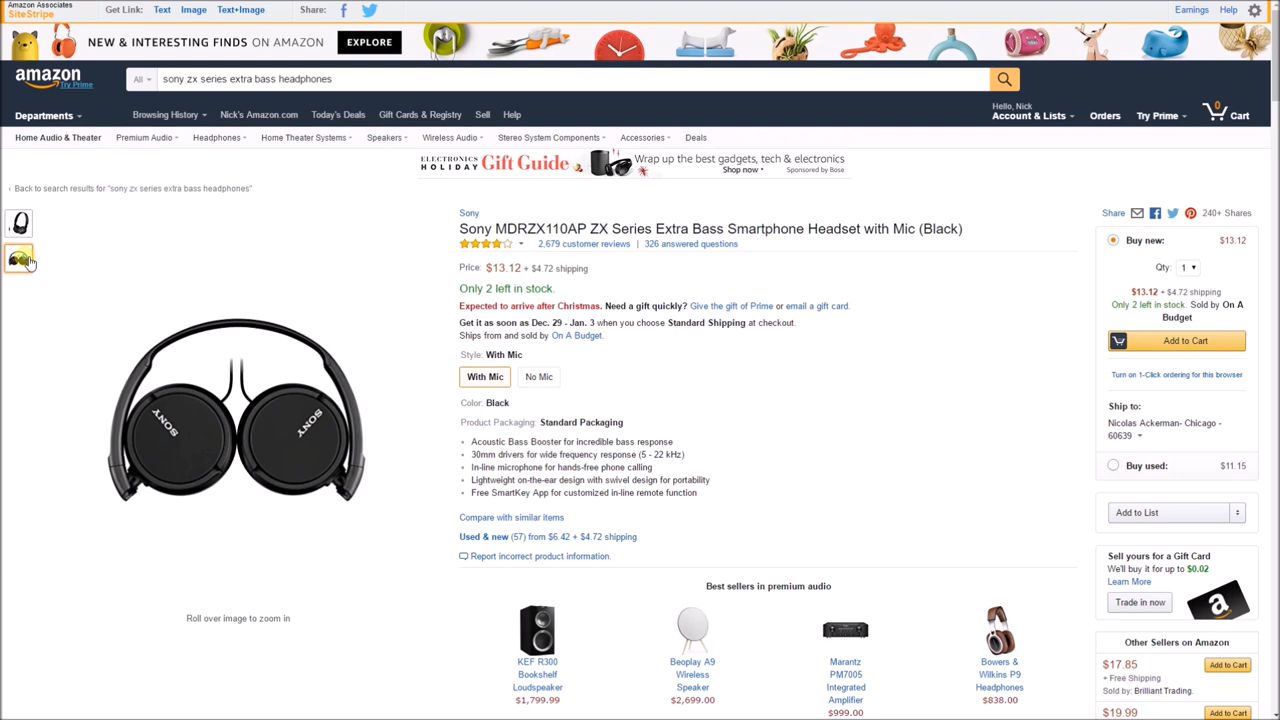 Amazon Associates
SiteStripe
Get Link: Text Image Text+Image Share:
Earnings Help
NEW & INTERESTING FINDS ON AMAZON EXPLORE
amazon
Try Prime
All sony zx series extra bass headphones
Departments
Browsing History Nick's Amazon.com Today's Deals Gift Cards & Registry Sell Help
Hello, Nick
Account & Lists Orders Try Prime 0 Cart
Home Audio & Theater Premium Audio Headphones Home Theater Systems Speakers Wireless Audio Stereo System Components Accessories Deals
ELECTRONICS
HOLIDAY Gift Guide
Wrap up the best gadgets, tech & electronics
Shop now Sponsored by Bose
‹ Back to search results for "sony zx series extra bass headphones"
SONY SONY
Roll over image to zoom in
Sony
Sony MDRZX110AP ZX Series Extra Bass Smartphone Headset with Mic (Black)
2,679 customer reviews | 326 answered questions
Price: $13.12 + $4.72 shipping
Only 2 left in stock.
Expected to arrive after Christmas. Need a gift quickly? Give the gift of Prime or email a gift card.
Get it as soon as Dec. 29 - Jan. 3 when you choose Standard Shipping at checkout.
Ships from and sold by On A Budget.
Style: With Mic
With Mic No Mic
Color: Black
Product Packaging: Standard Packaging
• Acoustic Bass Booster for incredible bass response
• 30mm drivers for wide frequency response (5 - 22 kHz)
• In-line microphone for hands-free phone calling
• Lightweight on-the-ear design with swivel design for portability
• Free SmartKey App for customized in-line remote function
Compare with similar items
Used & new (57) from $6.42 + $4.72 shipping
Report incorrect product information.
Best sellers in premium audio
KEF R300
Bookshelf
Loudspeaker
$1,799.99
Beoplay A9
Wireless
Speaker
$2,699.00
Marantz
PM7005
Integrated
Amplifier
$999.00
Bowers &
Wilkins P9
Headphones
$838.00
Share 240+ Shares
Buy new: $13.12
Qty: 1
$13.12 + $4.72 shipping
Only 2 left in stock. Sold by On A
Budget
Add to Cart
Turn on 1-Click ordering for this browser
Ship to:
Nicolas Ackerman- Chicago -
60639
Buy used: $11.15
Add to List
Sell yours for a Gift Card
We'll buy it for up to $0.02
Learn More
Trade in now
a
Other Sellers on Amazon
$17.85 Add to Cart
+ Free Shipping
Sold by: Brilliant Trading.
$19.99 Add to Cart